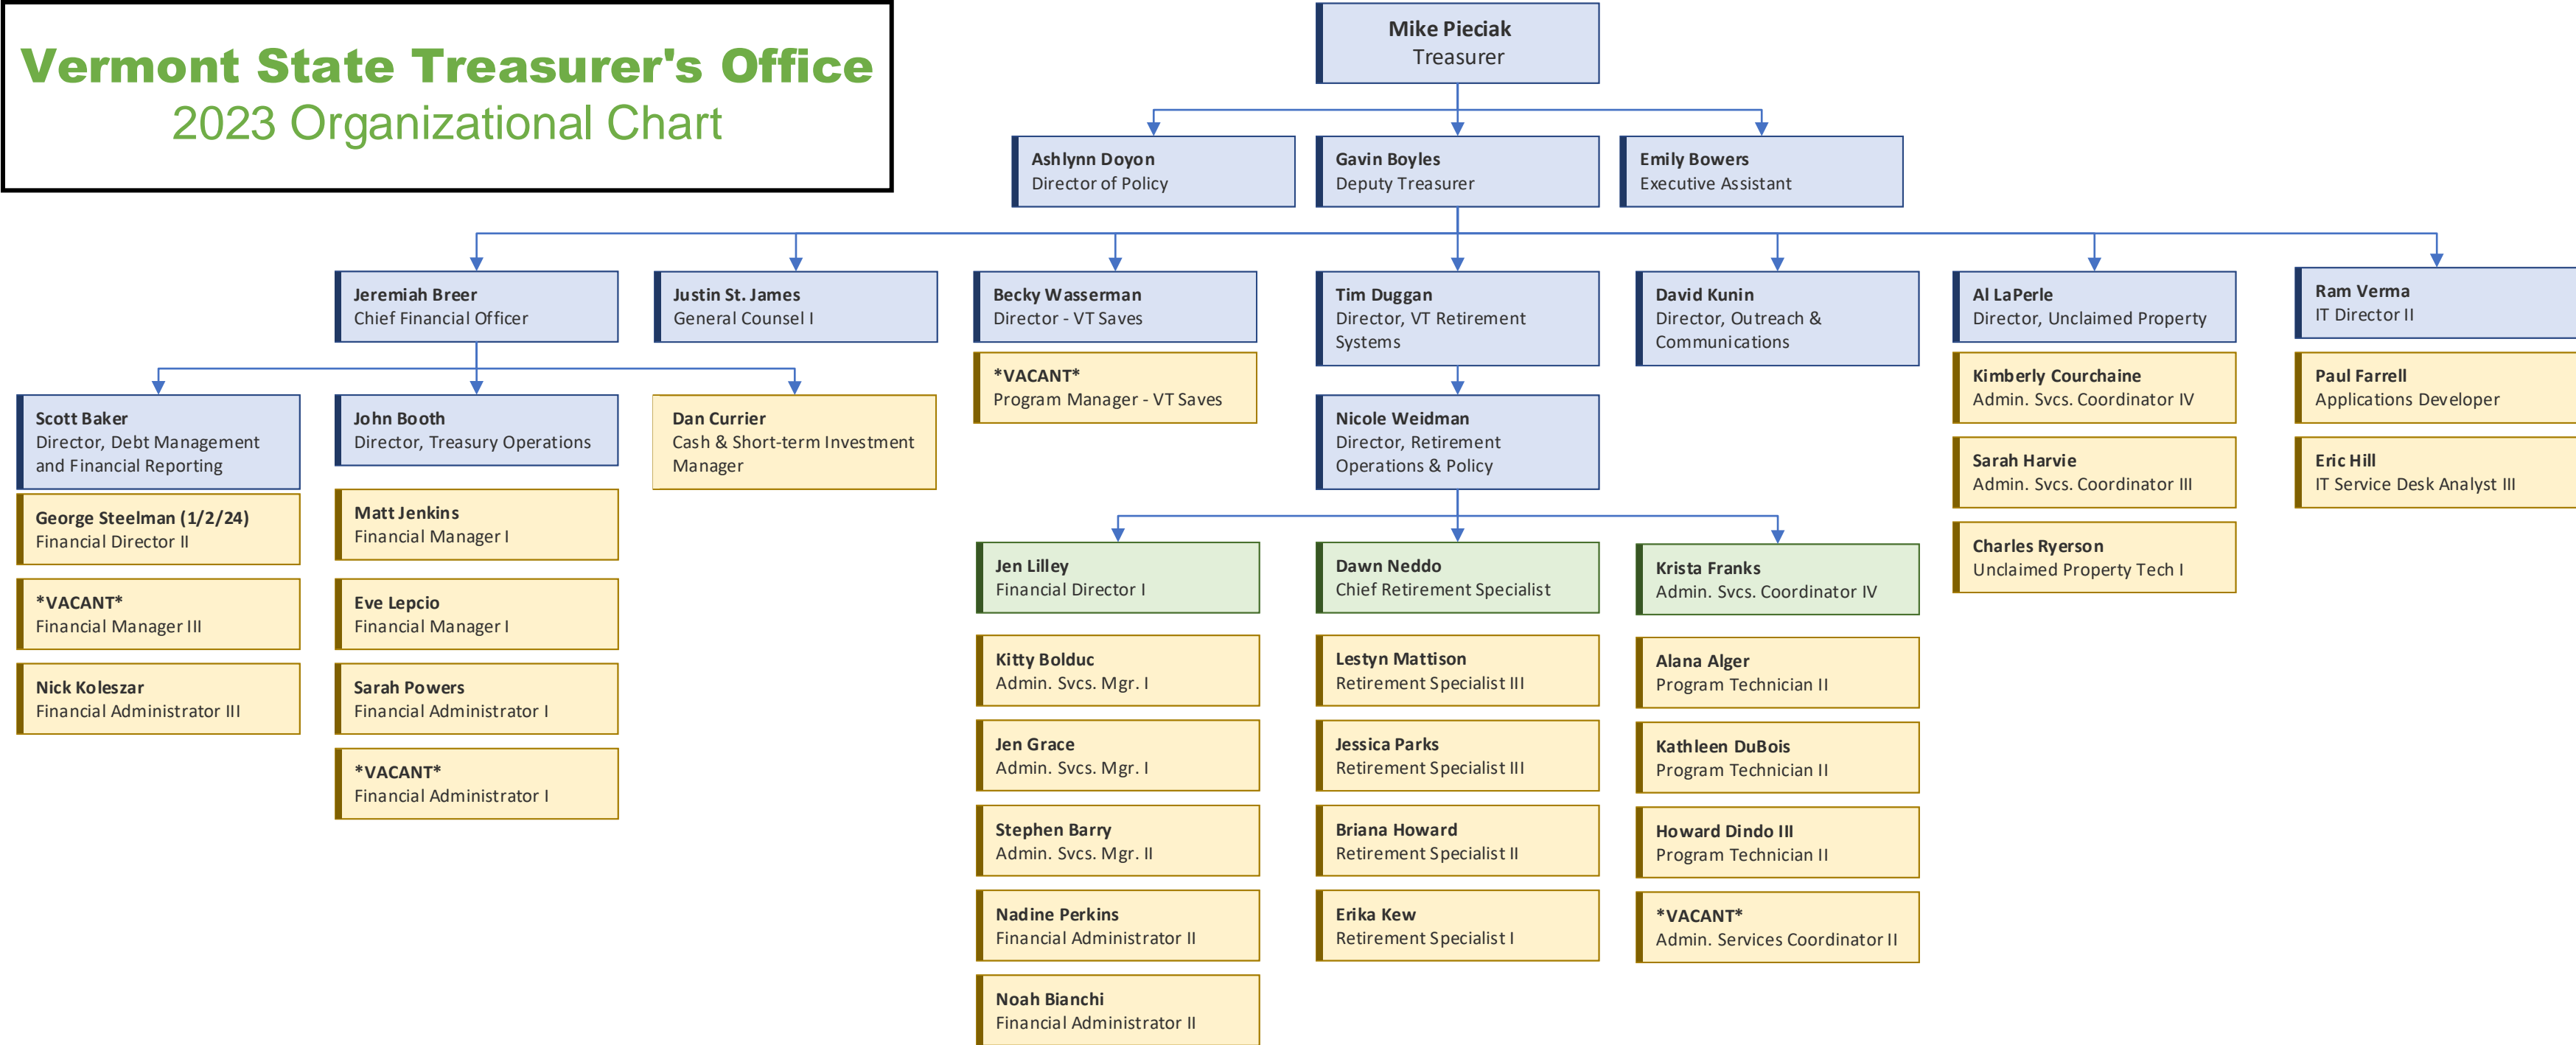 Vermont State Treasurer's Office
2023 Organizational Chart
Mike Pieciak
Treasurer
Ashlynn Doyon
Director of Policy
Gavin Boyles
Deputy Treasurer
Emily Bowers
Executive Assistant
Jeremiah Breer
Chief Financial Officer
Justin St. James
General Counsel I
Becky Wasserman
Director - VT Saves
*VACANT*
Program Manager - VT Saves
Tim Duggan
Director, VT Retirement
Systems
David Kunin
Director, Outreach &
Communications
Al LaPerle
Director, Unclaimed Property
Kimberly Courchaine
Admin. Svcs. Coordinator IV
Sarah Harvie
Admin. Svcs. Coordinator III
Charles Ryerson
Unclaimed Property Tech I
Ram Verma
IT Director II
Paul Farrell
Applications Developer
Eric Hill
IT Service Desk Analyst III
Scott Baker
Director, Debt Management
and Financial Reporting
George Steelman (1/2/24)
Financial Director II
*VACANT*
Financial Manager III
Nick Koleszar
Financial Administrator III
John Booth
Director, Treasury Operations
Matt Jenkins
Financial Manager I
Eve Lepcio
Financial Manager I
Sarah Powers
Financial Administrator I
*VACANT*
Financial Administrator I
Dan Currier
Cash & Short-term Investment
Manager
Nicole Weidman
Director, Retirement
Operations & Policy
Jen Lilley
Financial Director I
Kitty Bolduc
Admin. Svcs. Mgr. I
Jen Grace
Admin. Svcs. Mgr. I
Stephen Barry
Admin. Svcs. Mgr. II
Nadine Perkins
Financial Administrator II
Noah Bianchi
Financial Administrator II
Dawn Neddo
Chief Retirement Specialist
Lestyn Mattison
Retirement Specialist III
Jessica Parks
Retirement Specialist III
Briana Howard
Retirement Specialist II
Erika Kew
Retirement Specialist I
Krista Franks
Admin. Svcs. Coordinator IV
Alana Alger
Program Technician II
Kathleen DuBois
Program Technician II
Howard Dindo III
Program Technician II
*VACANT*
Admin. Services Coordinator II